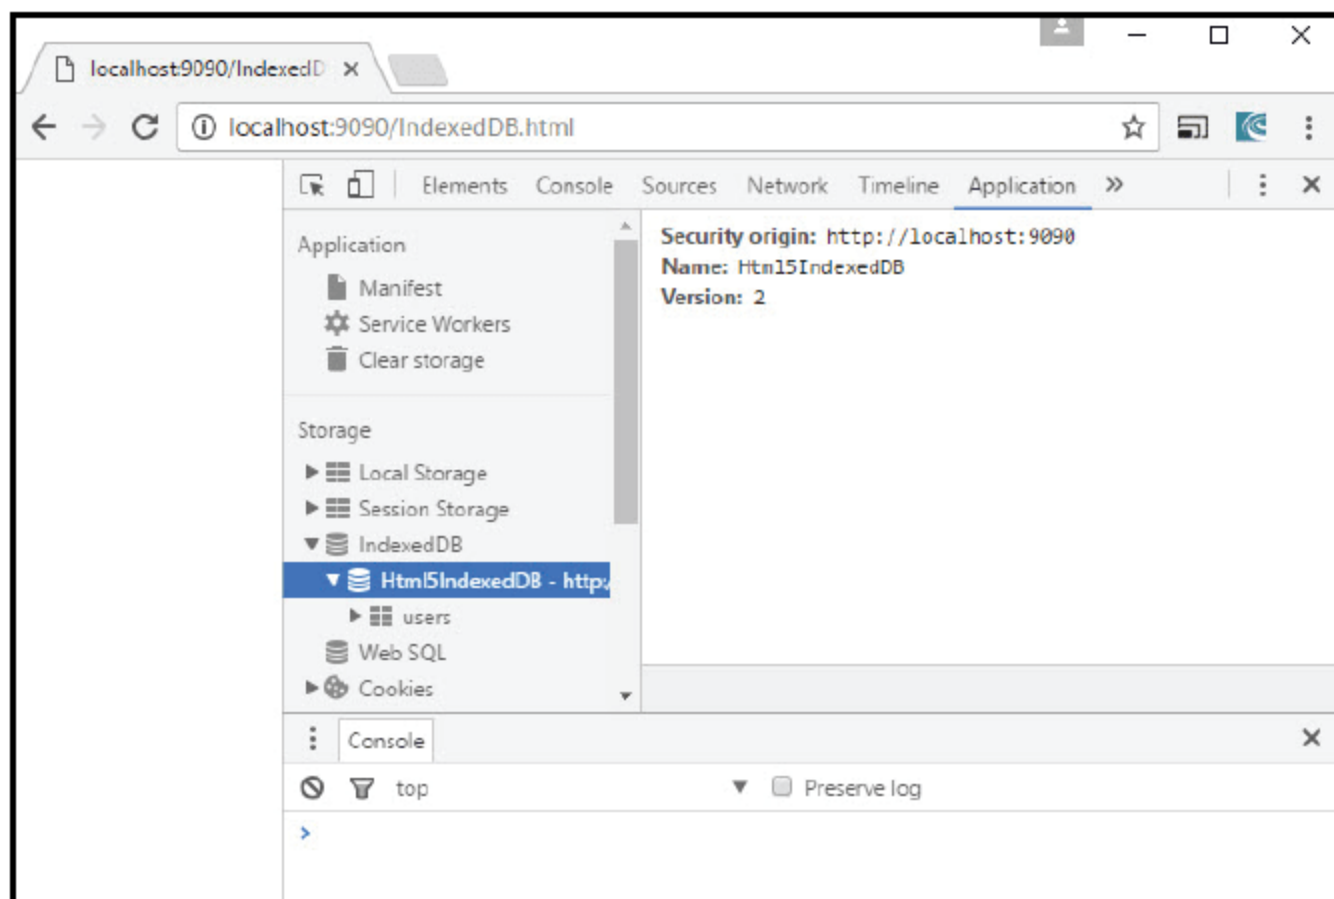 localhost:9090/IndexedD
localhost:9090/IndexedDB.html
Elements Console Sources Network Timeline Application »
Application
Manifest
Service Workers
Clear storage
Storage
Local Storage
Session Storage
IndexedDB
Html5IndexedDB - http:/
users
Web SQL
Cookies
Security origin: http://localhost:9090
Name: Html5IndexedDB
Version: 2
Console
top Preserve log
>